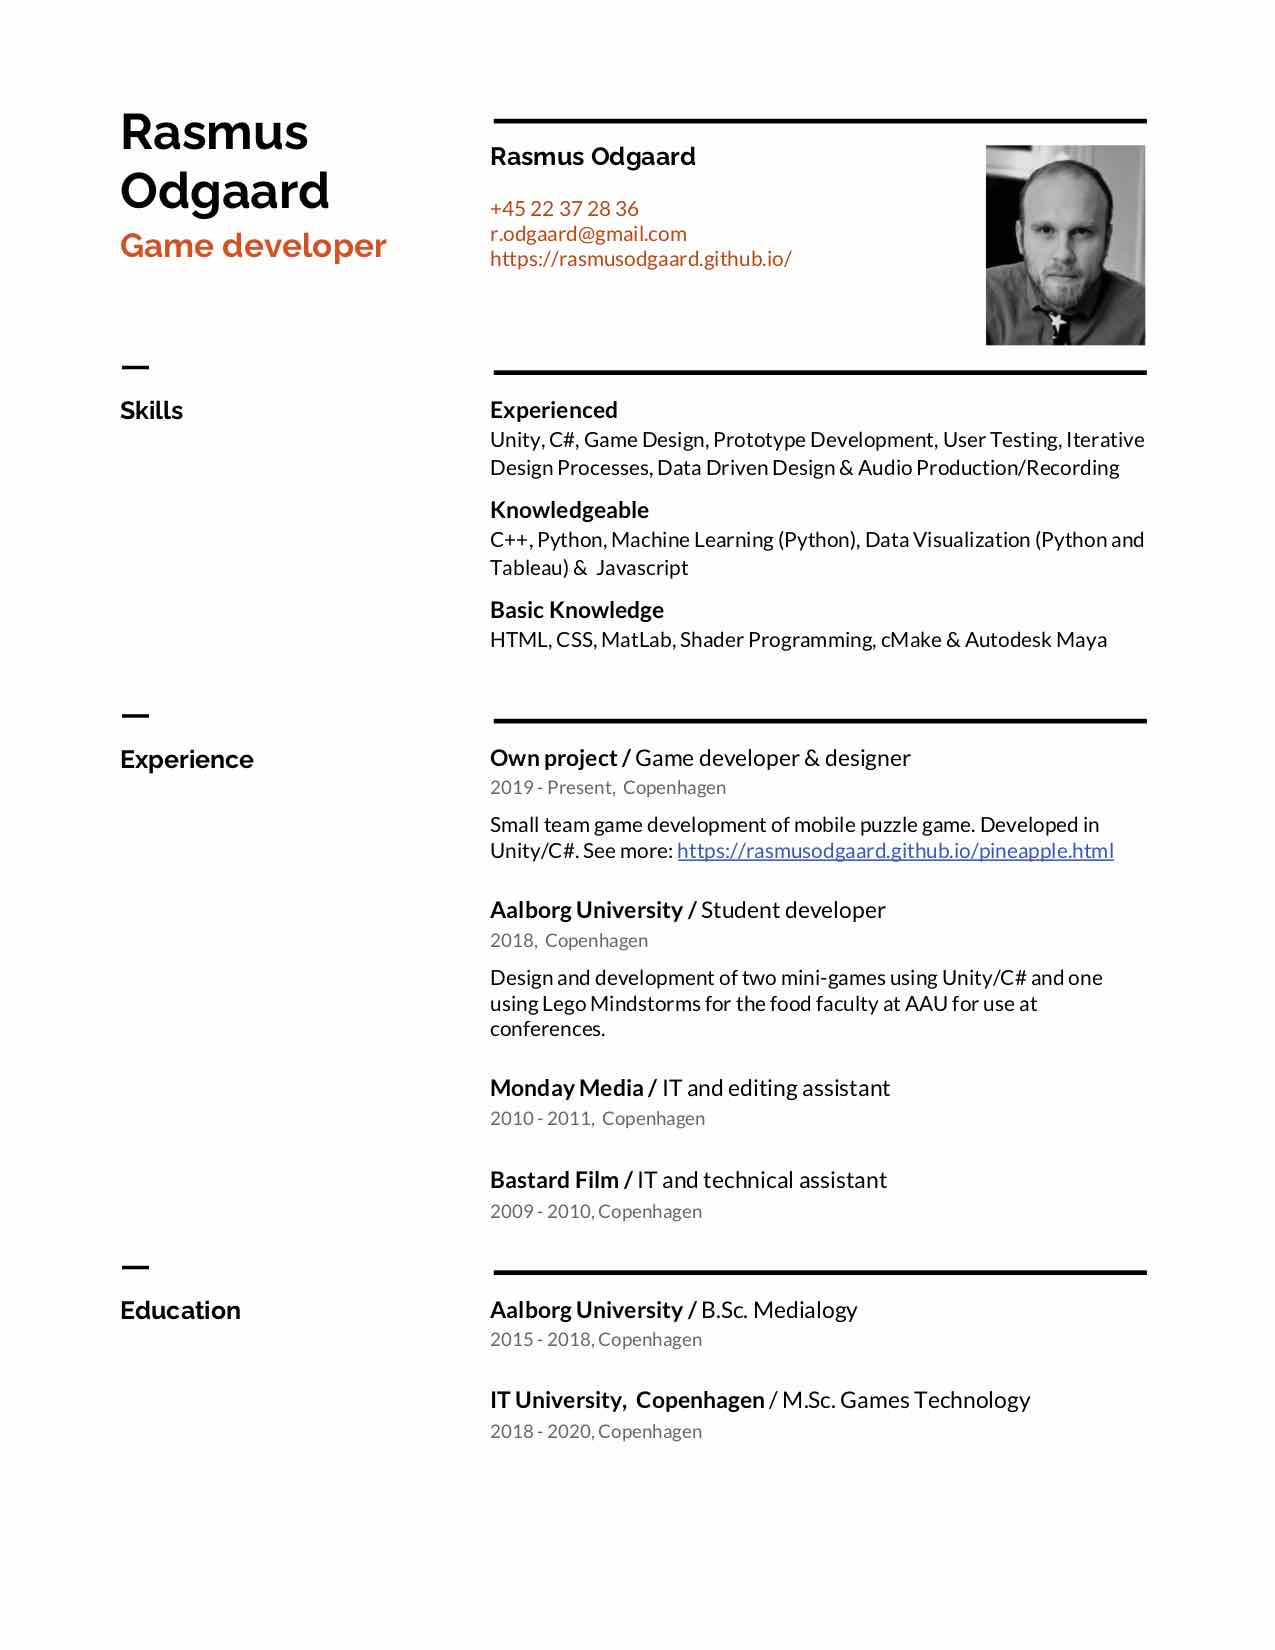 Rasmus
Odgaard
Game developer
Rasmus Odgaard
+45 22 37 28 36
r.odgaard@gmail.com
https://rasmusodgaard.github.io/
Skills
Experienced
Unity, C#, Game Design, Prototype Development, User Testing, Iterative
Design Processes, Data Driven Design & Audio Production/Recording
Knowledgeable
C++, Python, Machine Learning (Python), Data Visualization (Python and
Tableau) & Javascript
Basic Knowledge
HTML, CSS, MatLab, Shader Programming, cMake & Autodesk Maya
Experience
Own project / Game developer & designer
2019 - Present, Copenhagen
Small team game development of mobile puzzle game. Developed in
Unity/C#. See more: https://rasmusodgaard.github.io/pineapple.html
Aalborg University / Student developer
2018, Copenhagen
Design and development of two mini-games using Unity/C# and one
using Lego Mindstorms for the food faculty at AAU for use at
conferences.
Monday Media / IT and editing assistant
2010 - 2011, Copenhagen
Bastard Film / IT and technical assistant
2009 - 2010, Copenhagen
Education
Aalborg University / B.Sc. Medialogy
2015 - 2018, Copenhagen
IT University, Copenhagen / M.Sc. Games Technology
2018 - 2020, Copenhagen